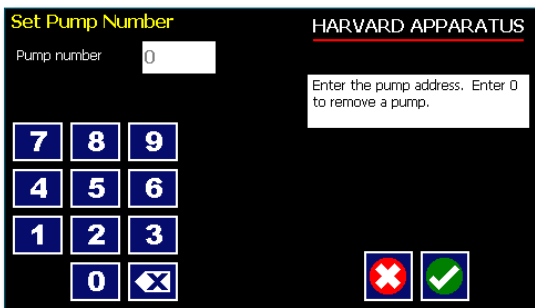 Set Pump Number
HARVARD APPARATUS
Pump number 0
Enter the pump address. Enter 0
to remove a pump.
7 8 9
4 5 6
1 2 3
0